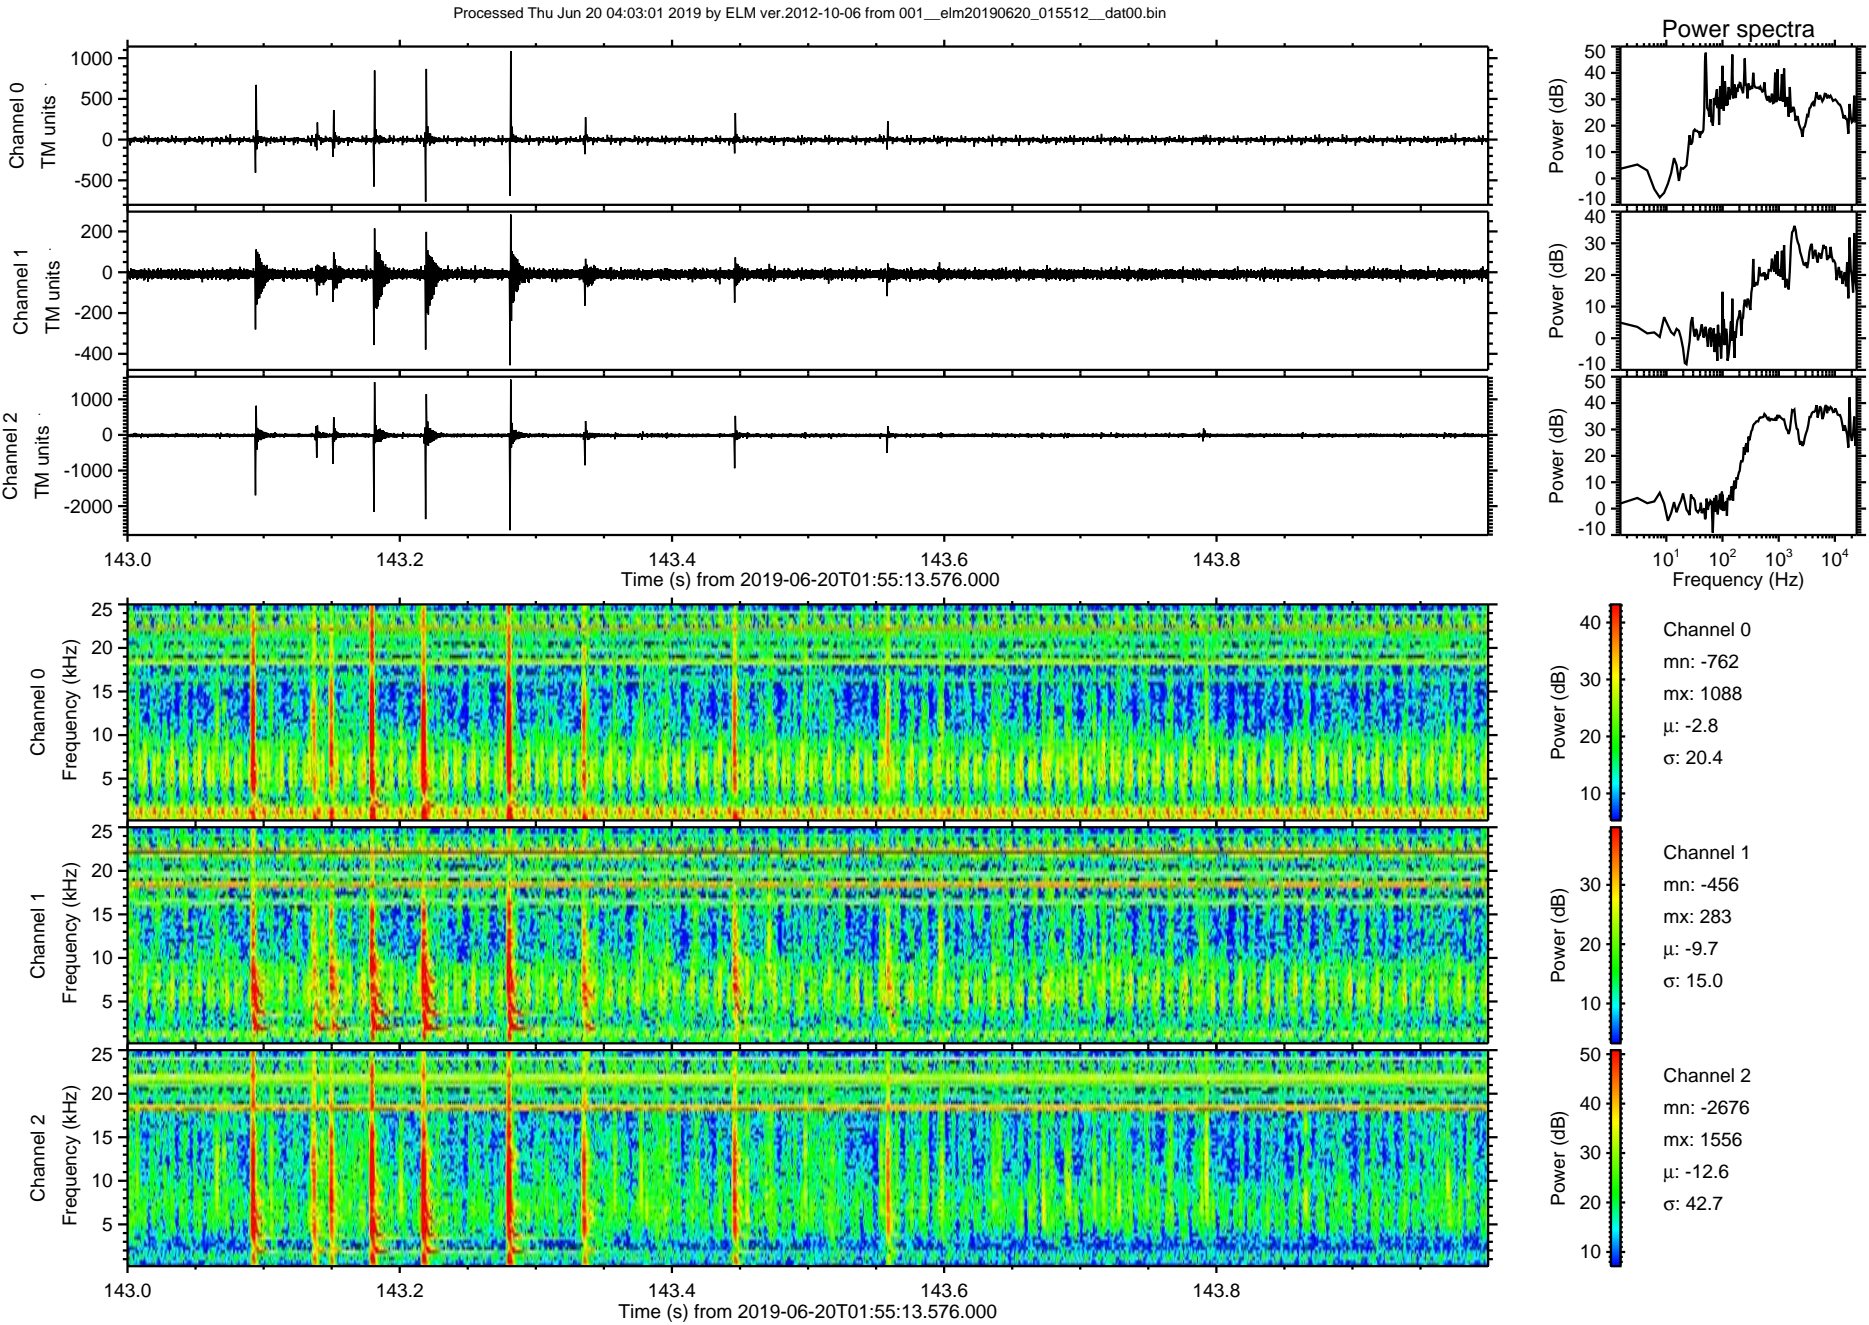 Processed Thu Jun 20 04:03:01 2019 by ELM ver.2012-10-06 from 001__elm20190620_015512__dat00.bin
Power spectra
Channel 0
TM units
1000
500
0
-500
Power (dB)
50
40
30
20
10
0
-10
Channel 1
TM units
200
0
-200
-400
Power (dB)
40
30
20
10
0
-10
Channel 2
TM units
1000
0
-1000
-2000
Power (dB)
50
40
30
20
10
0
-10
143.0 143.2 143.4 143.6 143.8
Time (s) from 2019-06-20T01:55:13.576.000
10¹ 10² 10³ 10⁴
Frequency (Hz)
Channel 0
Frequency (kHz)
25
20
15
10
5
Power (dB)
40
30
20
10
Channel 0
mn: -762
mx: 1088
μ: -2.8
σ: 20.4
Channel 1
Frequency (kHz)
25
20
15
10
5
Power (dB)
30
20
10
Channel 1
mn: -456
mx: 283
μ: -9.7
σ: 15.0
Channel 2
Frequency (kHz)
25
20
15
10
5
Power (dB)
50
40
30
20
10
Channel 2
mn: -2676
mx: 1556
μ: -12.6
σ: 42.7
143.0 143.2 143.4 143.6 143.8
Time (s) from 2019-06-20T01:55:13.576.000